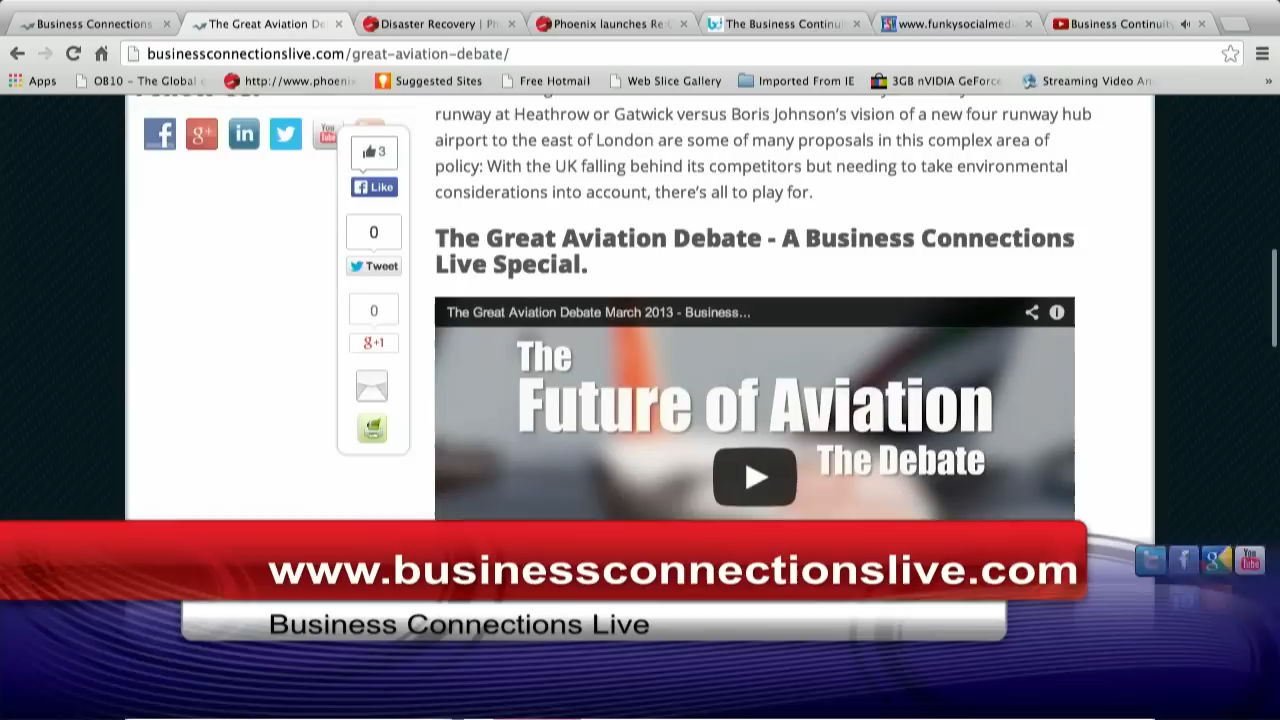 Business Connections
The Great Aviation De
Disaster Recovery | Ph
Phoenix launches Re:C
The Business Continu
www.funkysocialmed
Business Continuit
businessconnectionslive.com/great-aviation-debate/
Apps
OB10 – The Global e
http://www.phoenix
Suggested Sites
Free Hotmail
Web Slice Gallery
Imported From IE
3GB nVIDIA GeForce
Streaming Video An
runway at Heathrow or Gatwick versus Boris Johnson's vision of a new four runway hub
airport to the east of London are some of many proposals in this complex area of
policy: With the UK falling behind its competitors but needing to take environmental
considerations into account, there's all to play for.
You
3
Like
0
Tweet
0
g+1
The Great Aviation Debate - A Business Connections
Live Special.
The Great Aviation Debate March 2013 - Business...
The
Future of Aviation
The Debate
www.businessconnectionslive.com
You
Tube
Business Connections Live